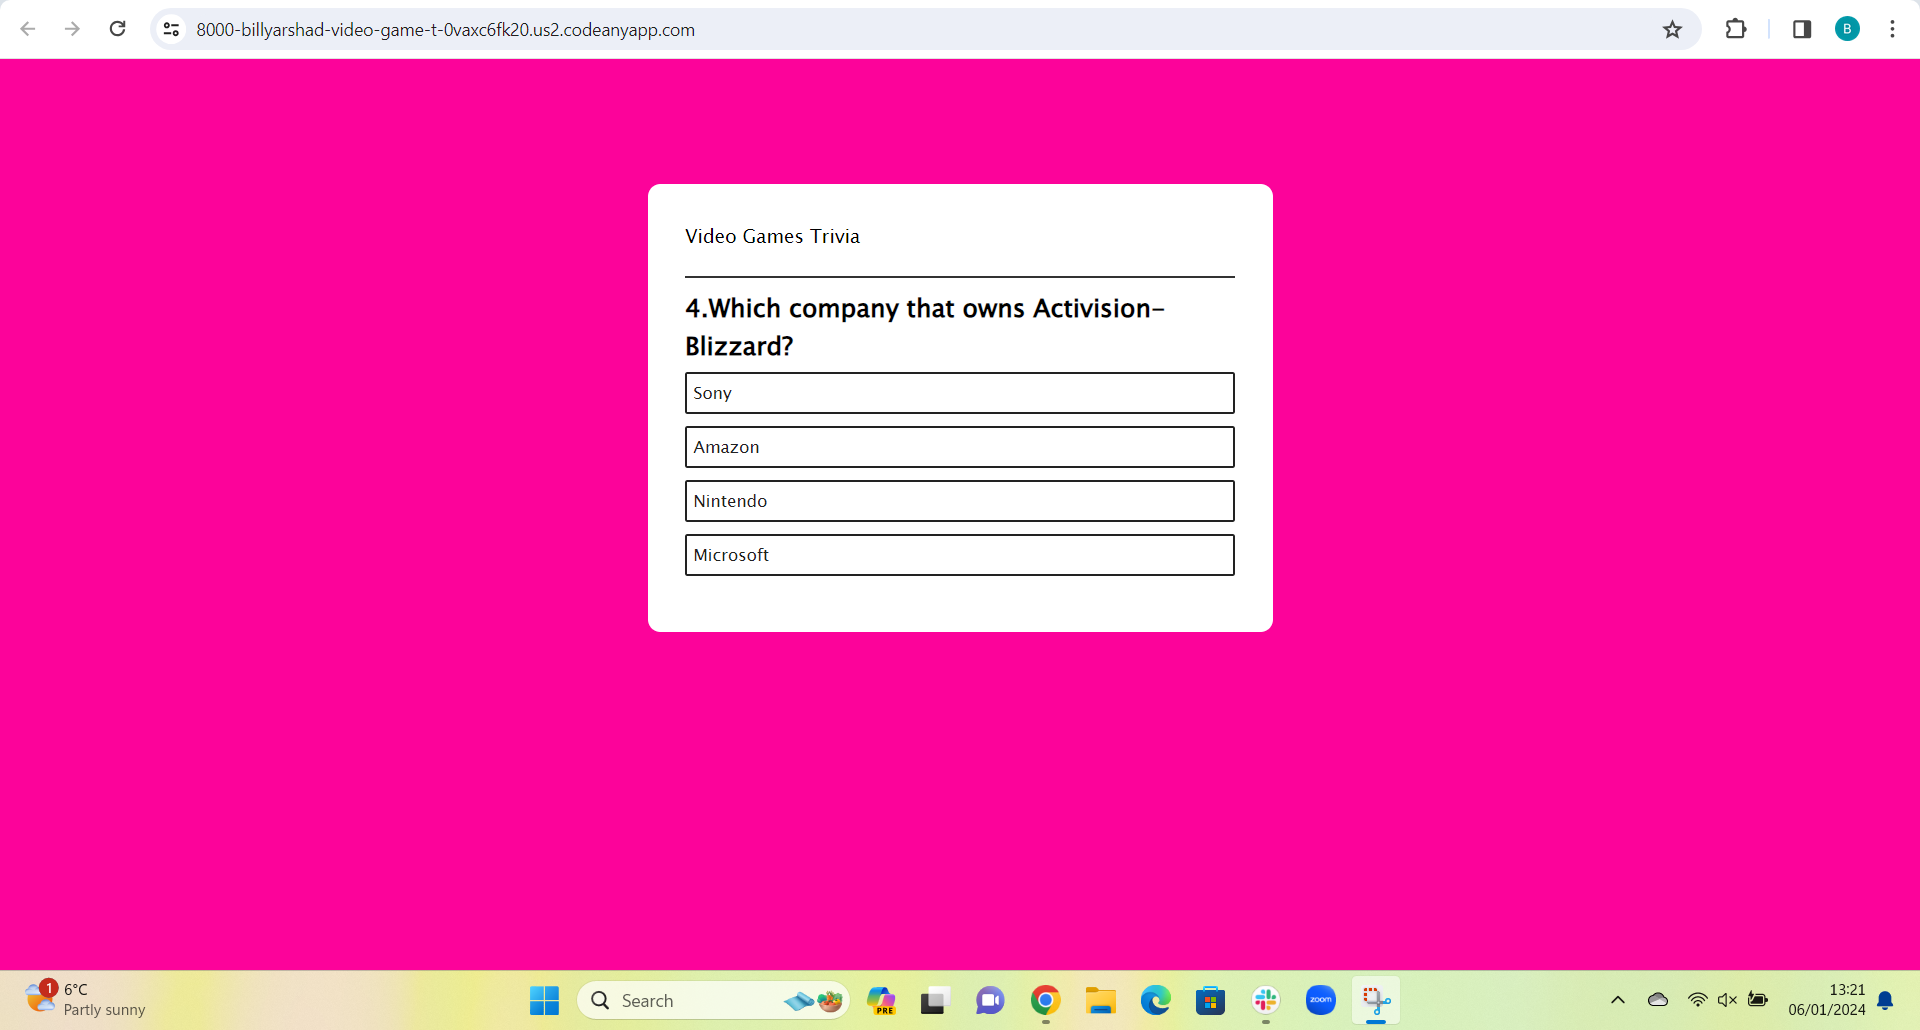 8000-billyarshad-video-game-t-0vaxc6fk20.us2.codeanyapp.com
B
Video Games Trivia
4.Which company that owns Activision-
Blizzard?
Sony
Amazon
Nintendo
Microsoft
1
6°C
Partly sunny
Search
PRE
zoom
13:21
06/01/2024